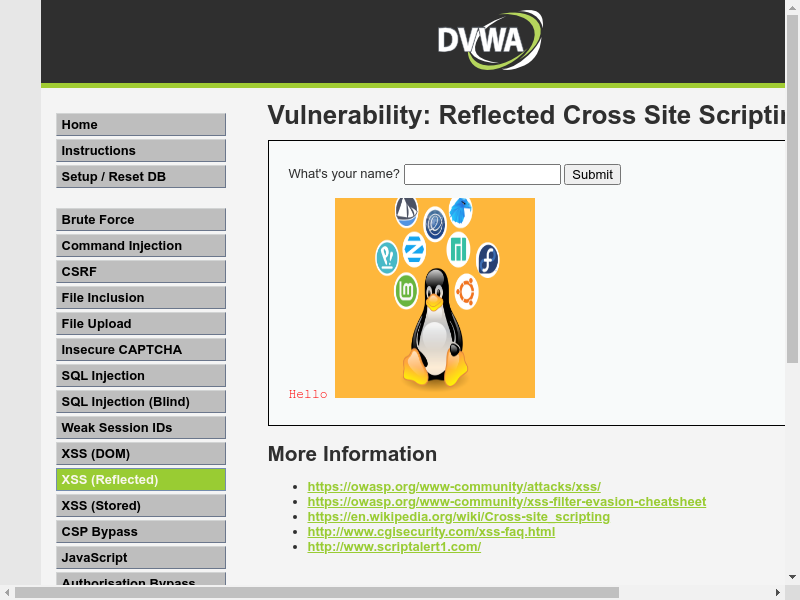 DVWA
Home
Instructions
Setup / Reset DB
Brute Force
Command Injection
CSRF
File Inclusion
File Upload
Insecure CAPTCHA
SQL Injection
SQL Injection (Blind)
Weak Session IDs
XSS (DOM)
XSS (Reflected)
XSS (Stored)
CSP Bypass
JavaScript
Authorisation Bypass
Vulnerability: Reflected Cross Site Scriptin
What's your name? Submit
Hello
More Information
https://owasp.org/www-community/attacks/xss/
https://owasp.org/www-community/xss-filter-evasion-cheatsheet
https://en.wikipedia.org/wiki/Cross-site_scripting
http://www.cgisecurity.com/xss-faq.html
http://www.scriptalert1.com/